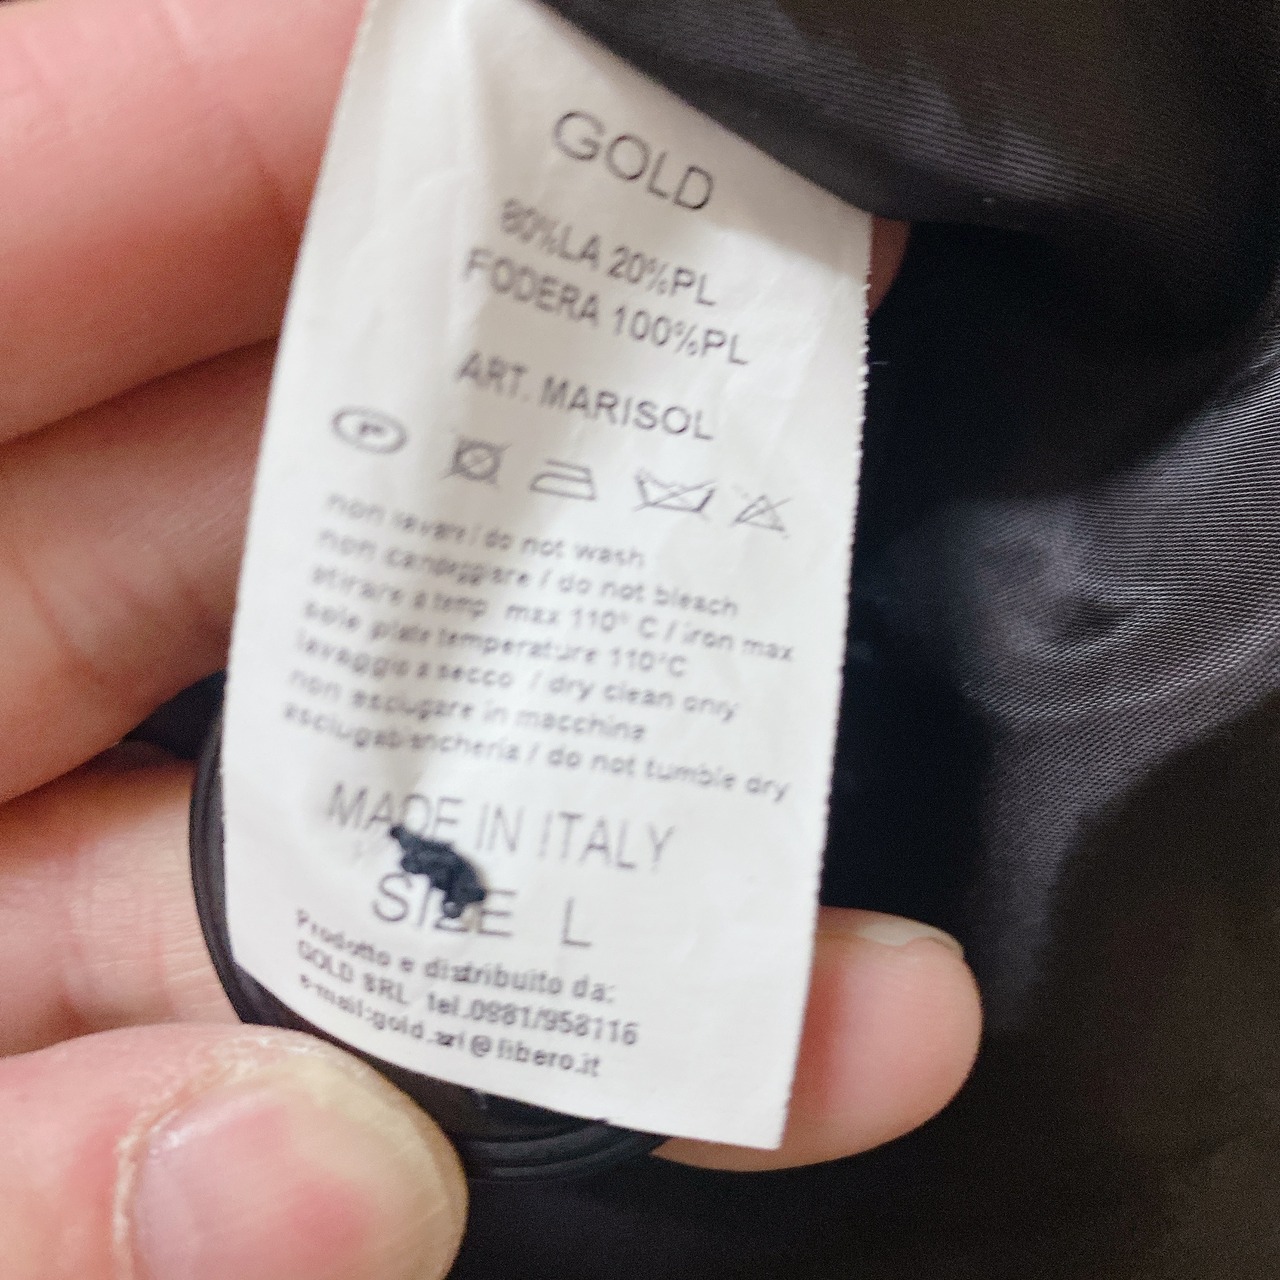 GOLD
80%LA 20%PL
FODERA 100%PL
ART. MARISOL
P
non lavare / do not wash
non candeggiare / do not bleach
stirare a temp. max 110° C / iron max
sole plate temperature 110°C
lavaggio a secco / dry clean only
non asciugare in macchina
asciugabiancheria / do not tumble dry
MADE IN ITALY
SIZE L
Prodotto e distribuito da:
GOLD SRL tel.0981/958116
e-mail:gold.srl@libero.it